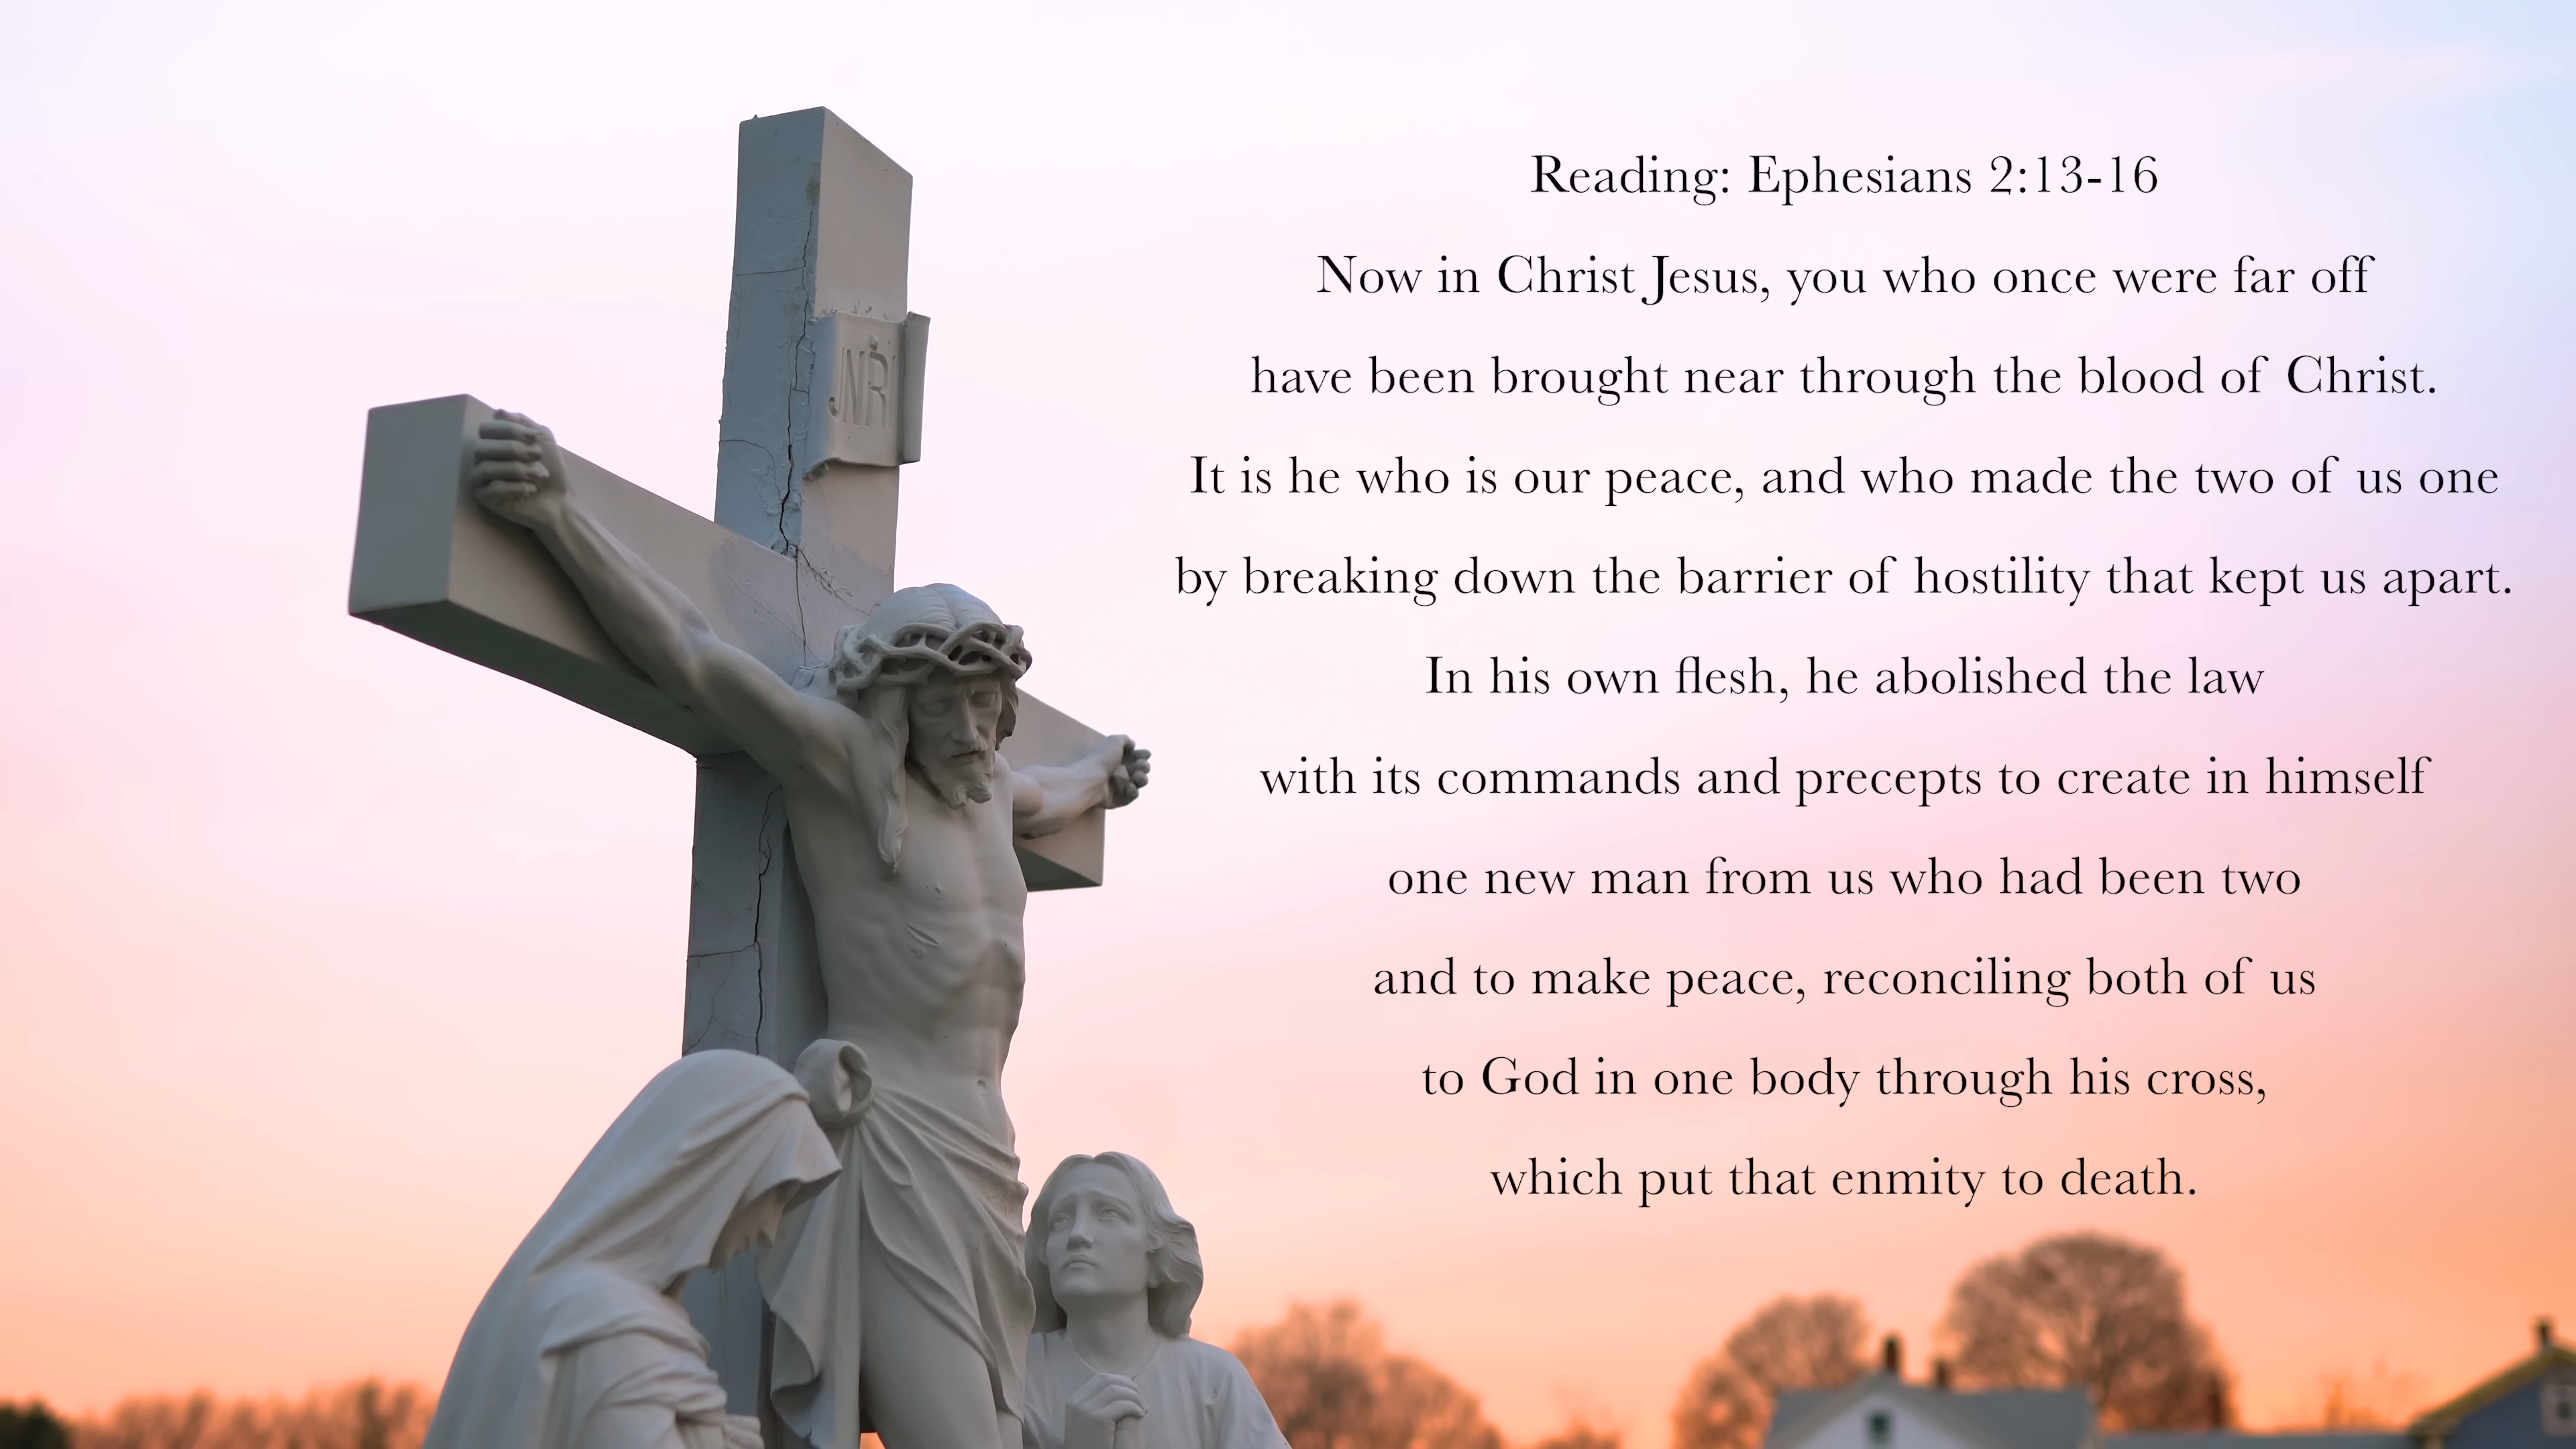 JNRI
Reading: Ephesians 2:13-16
Now in Christ Jesus, you who once were far off
have been brought near through the blood of Christ.
It is he who is our peace, and who made the two of us one
by breaking down the barrier of hostility that kept us apart.
In his own flesh, he abolished the law
with its commands and precepts to create in himself
one new man from us who had been two
and to make peace, reconciling both of us
to God in one body through his cross,
which put that enmity to death.